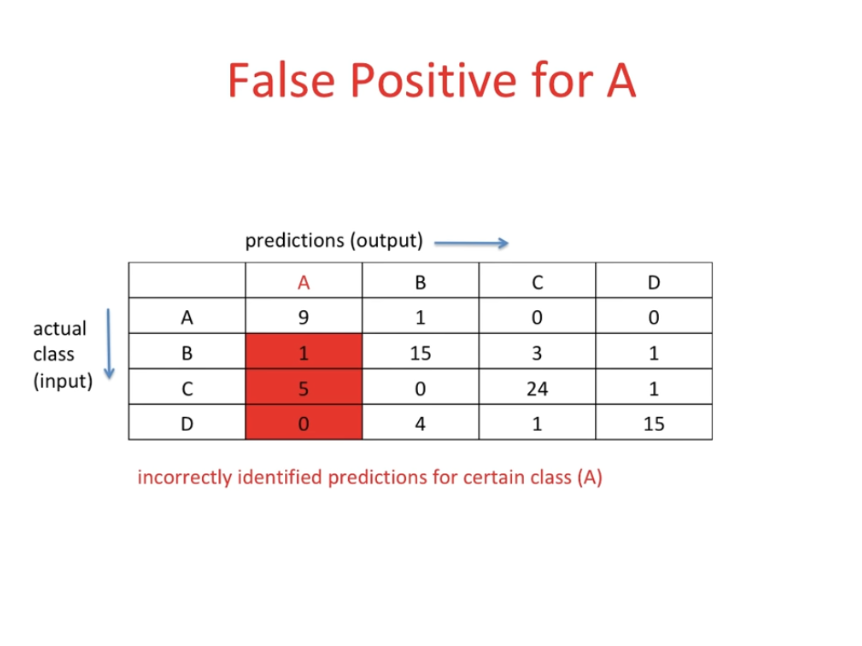 False Positive for A
predictions (output)
A B C D
actual
class
(input)
A 9 1 0 0
B 1 15 3 1
C 5 0 24 1
D 0 4 1 15
incorrectly identified predictions for certain class (A)